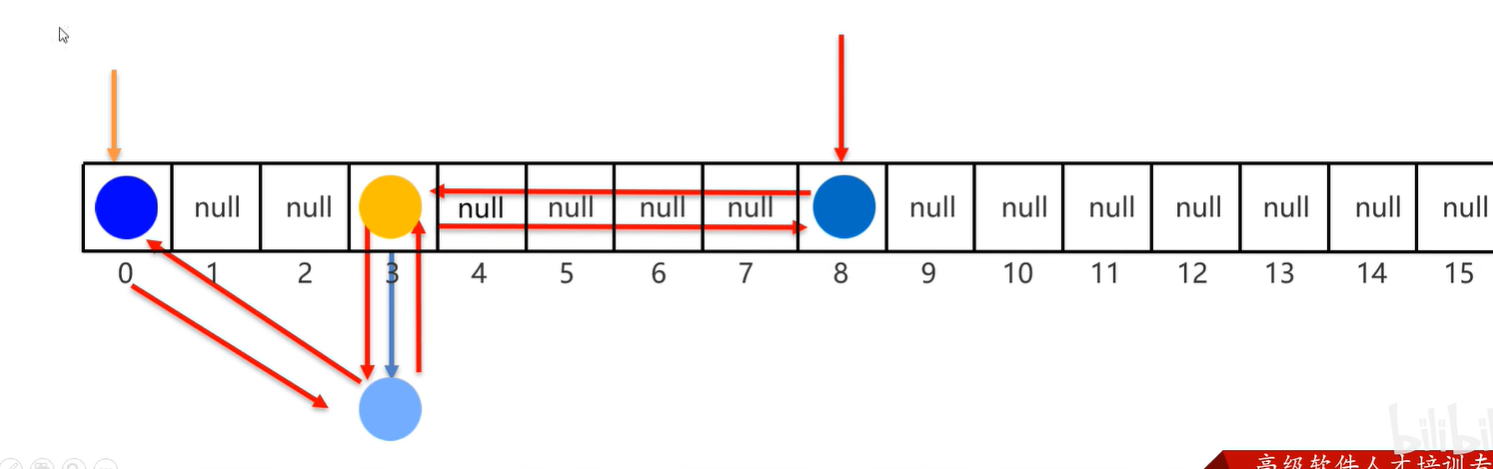 null null null null null null null null null null null null null
0 1 2 3 4 5 6 7 8 9 10 11 12 13 14 15
bilibili
高级软件人才培训专